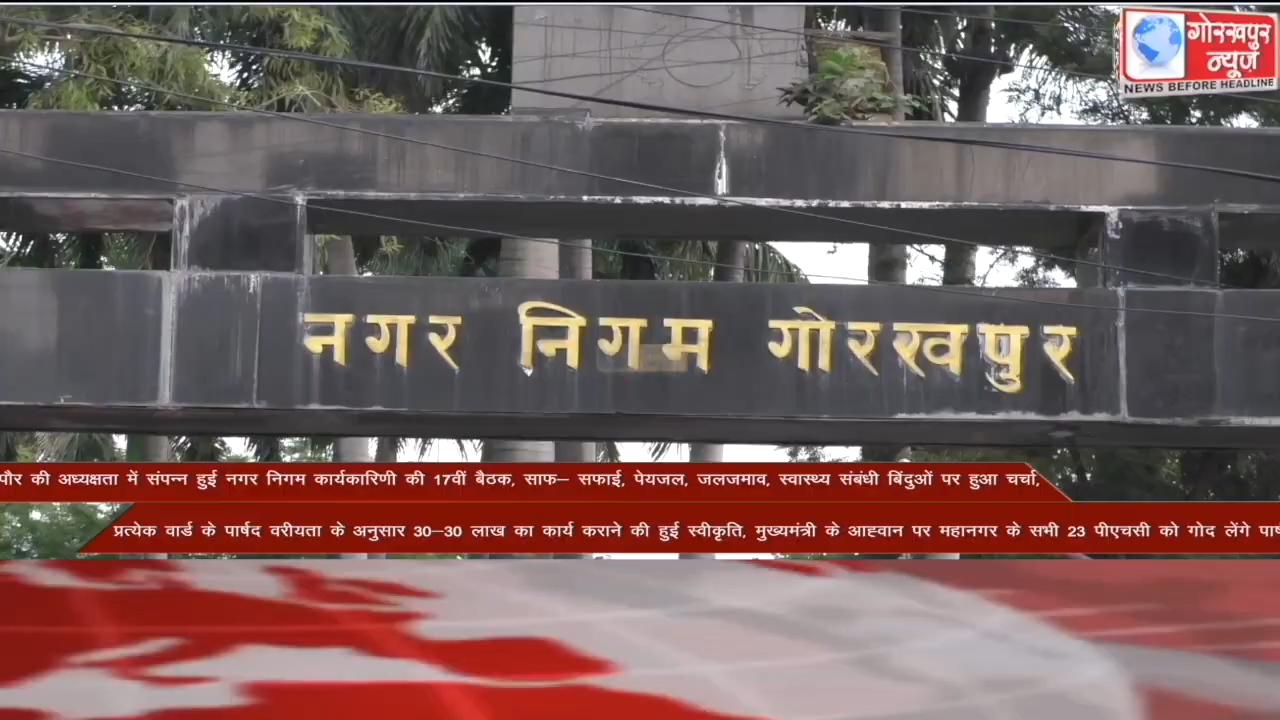 गोरखपुर
न्यूज़
NEWS BEFORE HEADLINE
नगर निगम गोरखपुर
पौर की अध्यक्षता में संपन्न हुई नगर निगम कार्यकारिणी की 17वीं बैठक, साफ– सफाई, पेयजल, जलजमाव, स्वास्थ्य संबंधी बिंदुओं पर हुआ चर्चा,
प्रत्येक वार्ड के पार्षद वरीयता के अनुसार 30–30 लाख का कार्य कराने की हुई स्वीकृति, मुख्यमंत्री के आह्वान पर महानगर के सभी 23 पीएचसी को गोद लेंगे